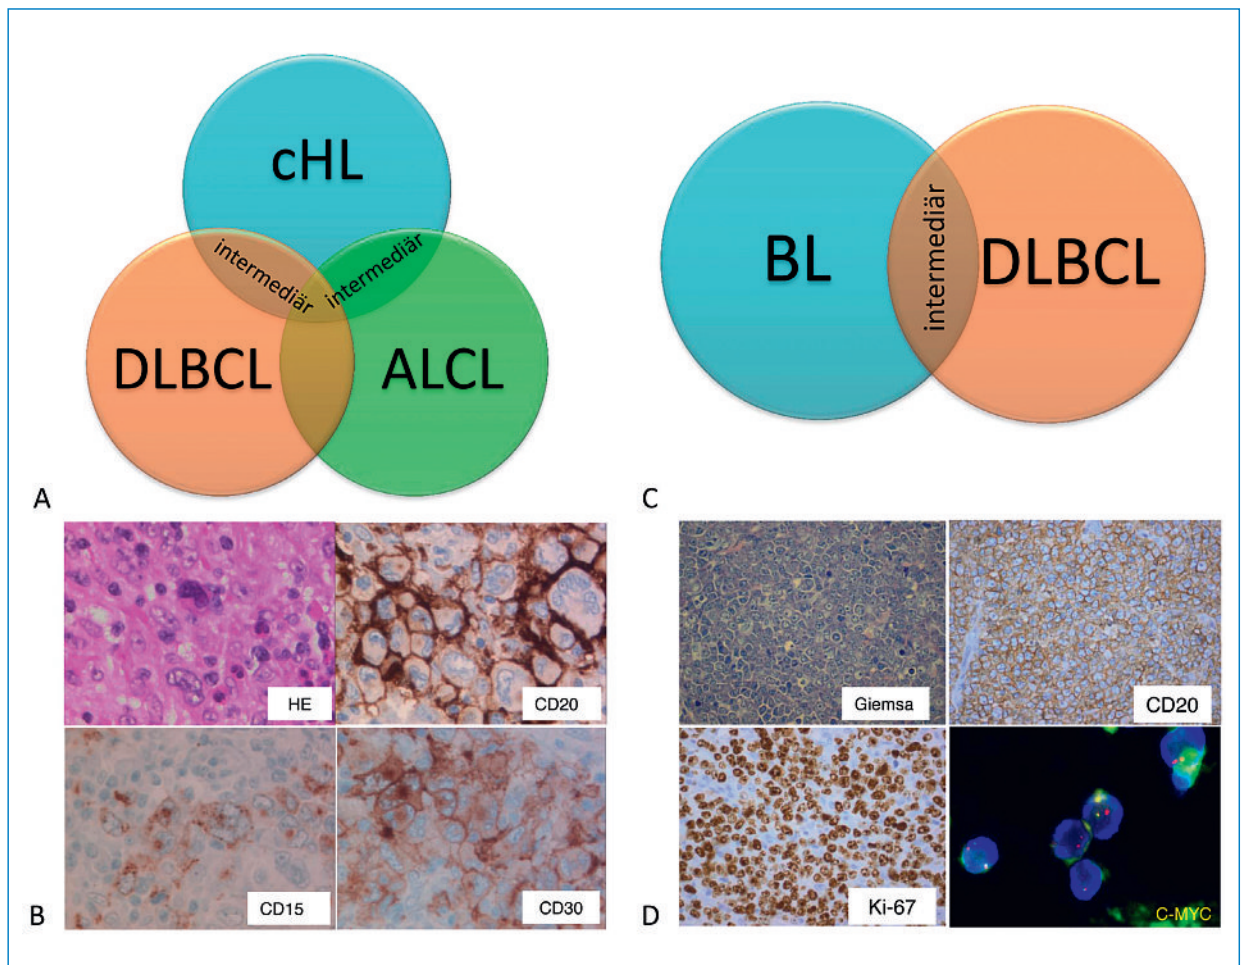 cHL
intermediär
intermediär
DLBCL
ALCL
A
HE
CD20
CD15
CD30
B
BL
intermediär
DLBCL
C
Giemsa
CD20
Ki-67
C-MYC
D